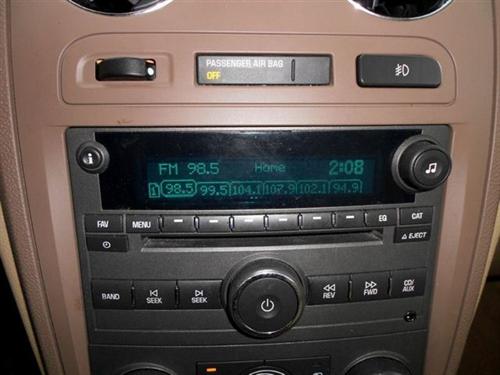 PASSENGER AIR BAG
OFF
FM 98.5 Home 2:08
1 98.5 99.5 104.1 107.9 102.1 94.9
FAV MENU EQ CAT
EJECT
BAND SEEK SEEK REV FWD CD/
AUX